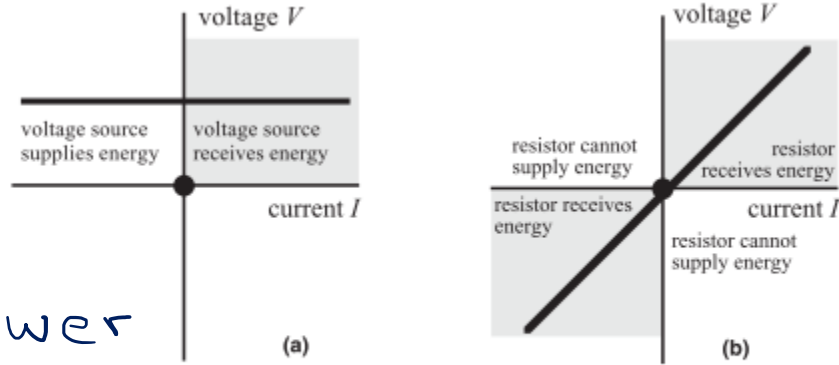 voltage V
voltage source
supplies energy
voltage source
receives energy
current I
wer
(a)
voltage V
resistor cannot
supply energy
resistor
receives energy
resistor receives
energy
current I
resistor cannot
supply energy
(b)